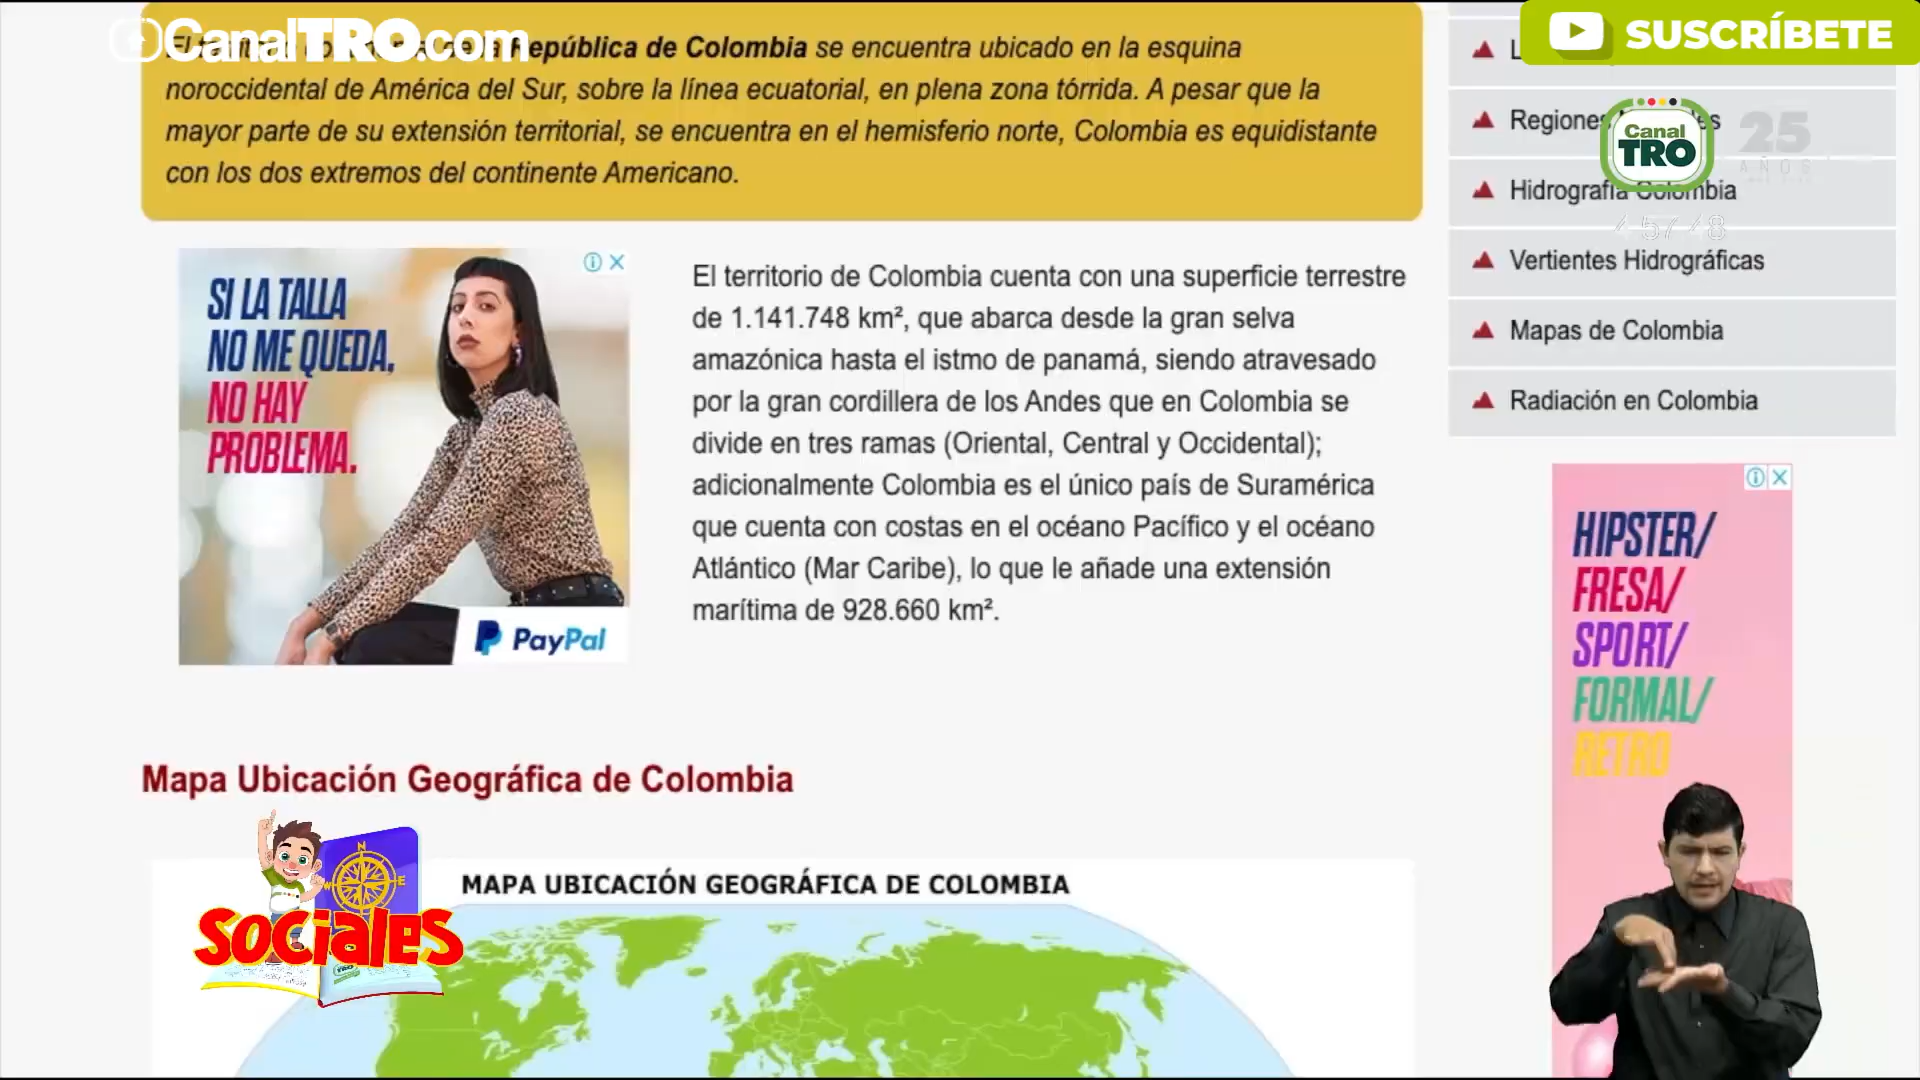 CanalTRO.com
SUSCRÍBETE
República de Colombia se encuentra ubicado en la esquina
noroccidental de América del Sur, sobre la línea ecuatorial, en plena zona tórrida. A pesar que la
mayor parte de su extensión territorial, se encuentra en el hemisferio norte, Colombia es equidistante
con los dos extremos del continente Americano.
Regiones
Hidrografía Colombia
Vertientes Hidrográficas
Mapas de Colombia
Radiación en Colombia
Canal
TRO
25
AÑOS
SI LA TALLA
NO ME QUEDA,
NO HAY
PROBLEMA.
PayPal
El territorio de Colombia cuenta con una superficie terrestre
de 1.141.748 km², que abarca desde la gran selva
amazónica hasta el istmo de panamá, siendo atravesado
por la gran cordillera de los Andes que en Colombia se
divide en tres ramas (Oriental, Central y Occidental);
adicionalmente Colombia es el único país de Suramérica
que cuenta con costas en el océano Pacífico y el océano
Atlántico (Mar Caribe), lo que le añade una extensión
marítima de 928.660 km².
HIPSTER/
FRESA/
SPORT/
FORMAL/
RETRO
Mapa Ubicación Geográfica de Colombia
MAPA UBICACIÓN GEOGRÁFICA DE COLOMBIA
N
W
E
SOCIALES
TRO